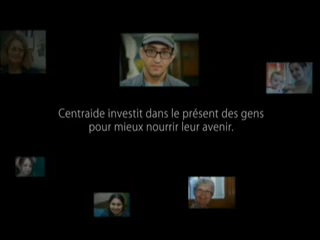 Centraide investit dans le présent des gens
pour mieux nourrir leur avenir.